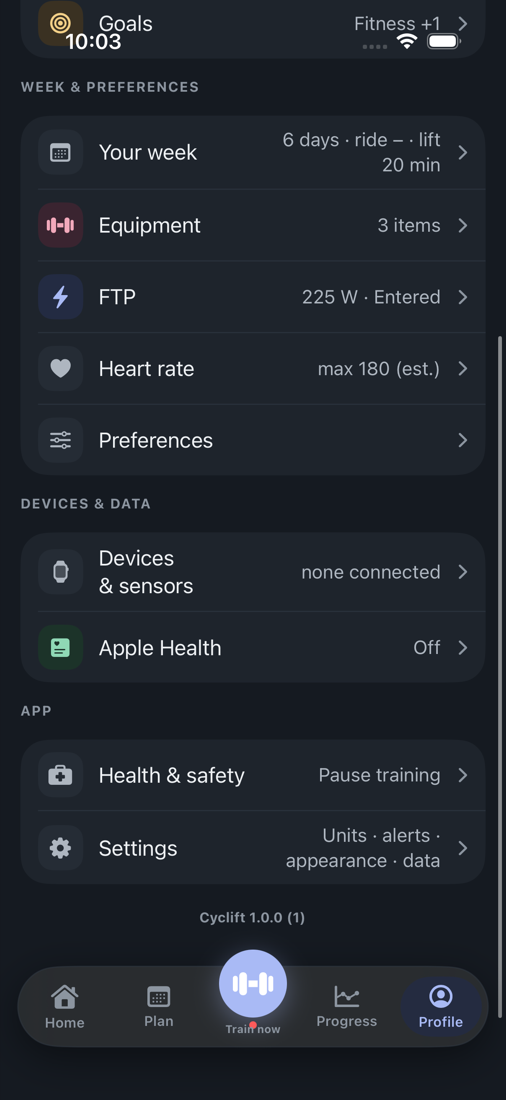 Goals
Fitness +1
10:03
WEEK & PREFERENCES
Your week
6 days · ride – · lift
20 min
Equipment
3 items
FTP
225 W · Entered
Heart rate
max 180 (est.)
Preferences
DEVICES & DATA
Devices
& sensors
none connected
Apple Health
Off
APP
Health & safety
Pause training
Settings
Units · alerts ·
appearance · data
Cyclift 1.0.0 (1)
Home
Plan
Train now
Progress
Profile